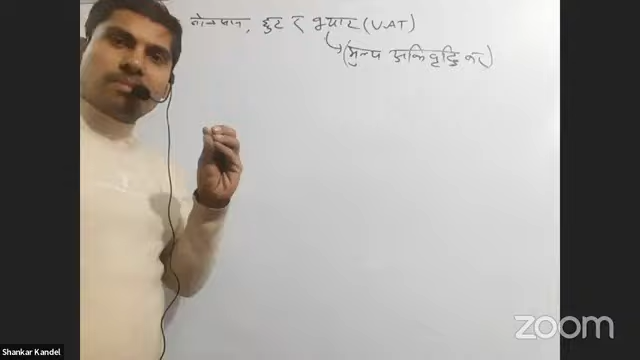 छुट र भ्याट (VAT)
(मूल्य अभिवृद्धि कर)
Shankar Kandel
zoom